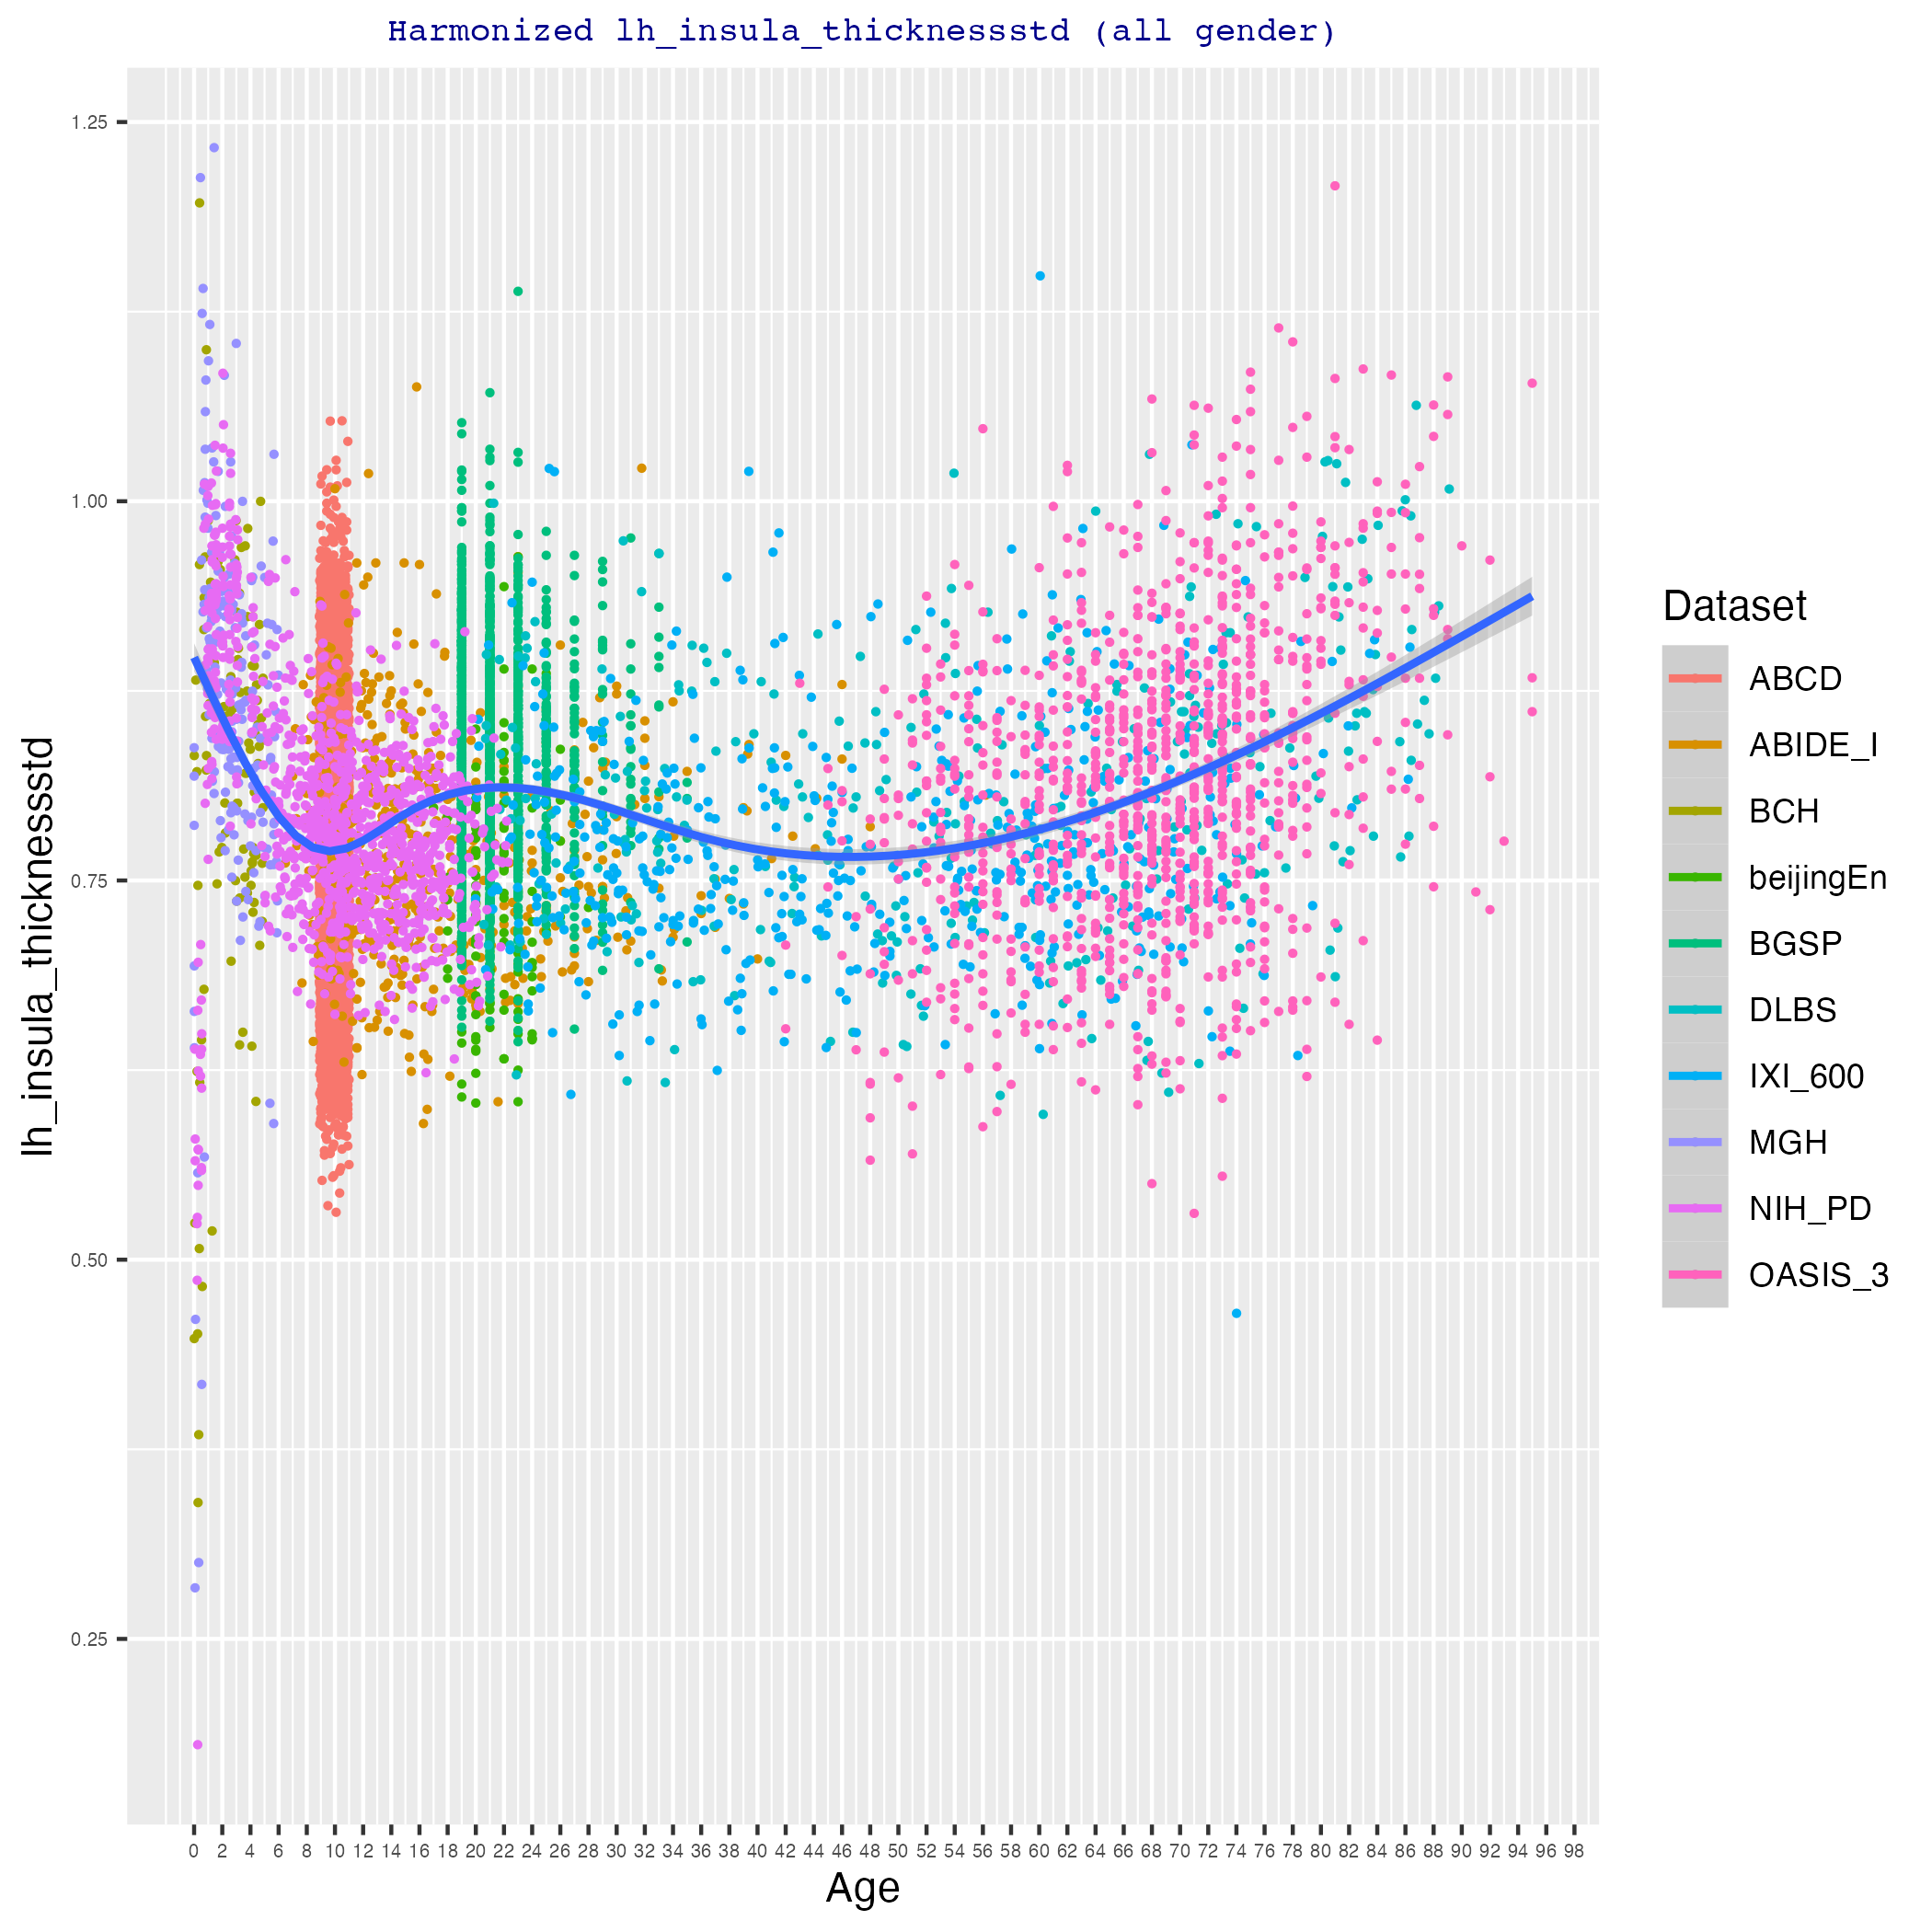 Harmonized lh_insula_thicknessstd (all gender)
lh_insula_thicknessstd
1.25
1.00
0.75
0.50
0.25
0 2 4 6 8 10 12 14 16 18 20 22 24 26 28 30 32 34 36 38 40 42 44 46 48 50 52 54 56 58 60 62 64 66 68 70 72 74 76 78 80 82 84 86 88 90 92 94 96 98
Age
Dataset
ABCD
ABIDE_I
BCH
beijingEn
BGSP
DLBS
IXI_600
MGH
NIH_PD
OASIS_3